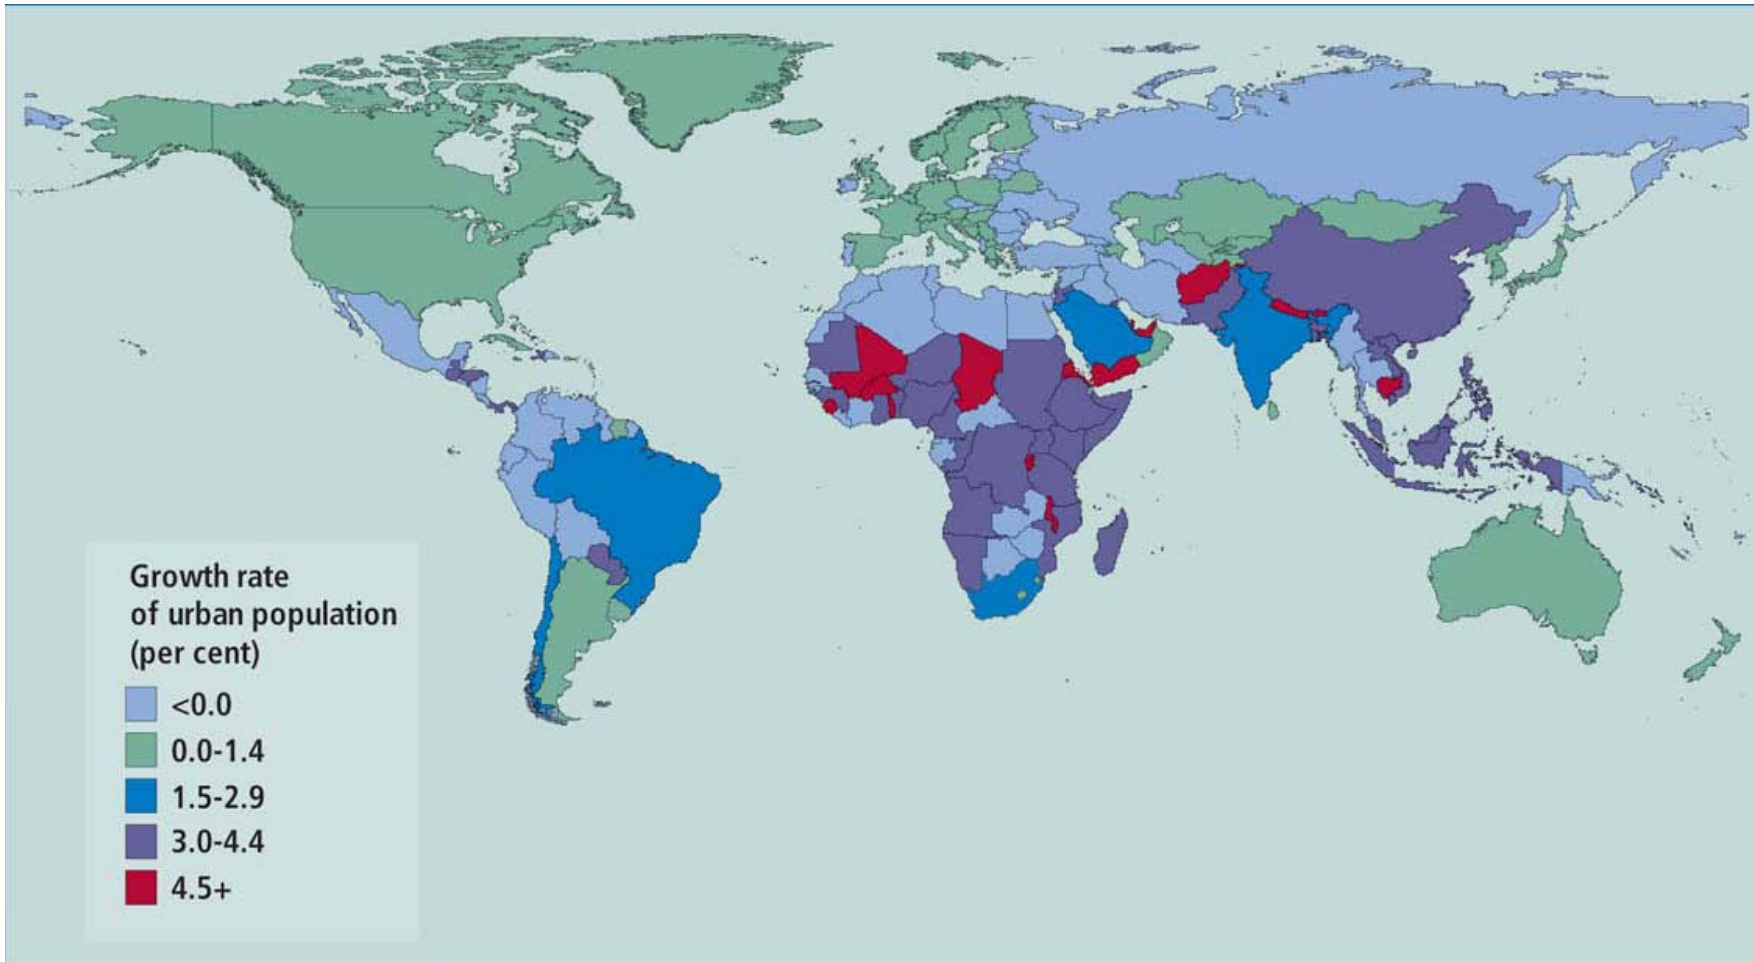 Growth rate
of urban population
(per cent)
<0.0
0.0-1.4
1.5-2.9
3.0-4.4
4.5+